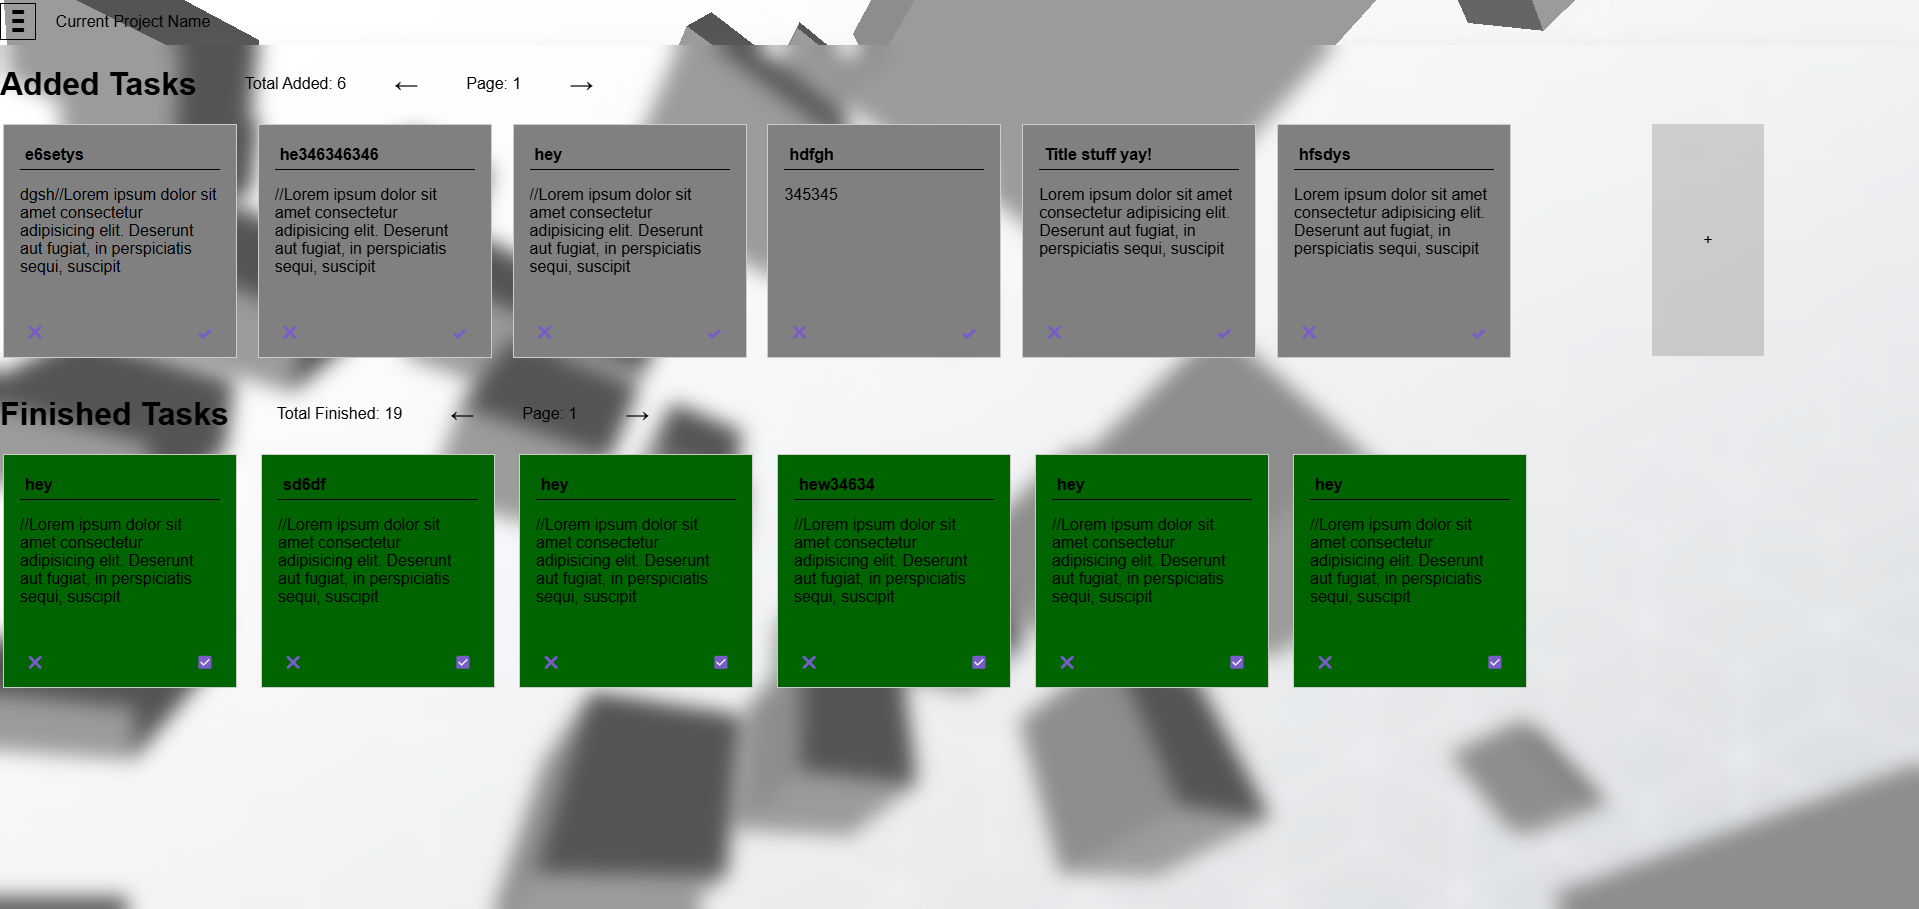 Current Project Name
Added Tasks
Total Added: 6
←
Page: 1
→
e6setys
dgsh//Lorem ipsum dolor sit
amet consectetur
adipisicing elit. Deserunt
aut fugiat, in perspiciatis
sequi, suscipit
he346346346
//Lorem ipsum dolor sit
amet consectetur
adipisicing elit. Deserunt
aut fugiat, in perspiciatis
sequi, suscipit
hey
//Lorem ipsum dolor sit
amet consectetur
adipisicing elit. Deserunt
aut fugiat, in perspiciatis
sequi, suscipit
hdfgh
345345
Title stuff yay!
Lorem ipsum dolor sit amet
consectetur adipisicing elit.
Deserunt aut fugiat, in
perspiciatis sequi, suscipit
hfsdys
Lorem ipsum dolor sit amet
consectetur adipisicing elit.
Deserunt aut fugiat, in
perspiciatis sequi, suscipit
+
Finished Tasks
Total Finished: 19
←
Page: 1
→
hey
//Lorem ipsum dolor sit
amet consectetur
adipisicing elit. Deserunt
aut fugiat, in perspiciatis
sequi, suscipit
sd6df
//Lorem ipsum dolor sit
amet consectetur
adipisicing elit. Deserunt
aut fugiat, in perspiciatis
sequi, suscipit
hey
//Lorem ipsum dolor sit
amet consectetur
adipisicing elit. Deserunt
aut fugiat, in perspiciatis
sequi, suscipit
hew34634
//Lorem ipsum dolor sit
amet consectetur
adipisicing elit. Deserunt
aut fugiat, in perspiciatis
sequi, suscipit
hey
//Lorem ipsum dolor sit
amet consectetur
adipisicing elit. Deserunt
aut fugiat, in perspiciatis
sequi, suscipit
hey
//Lorem ipsum dolor sit
amet consectetur
adipisicing elit. Deserunt
aut fugiat, in perspiciatis
sequi, suscipit